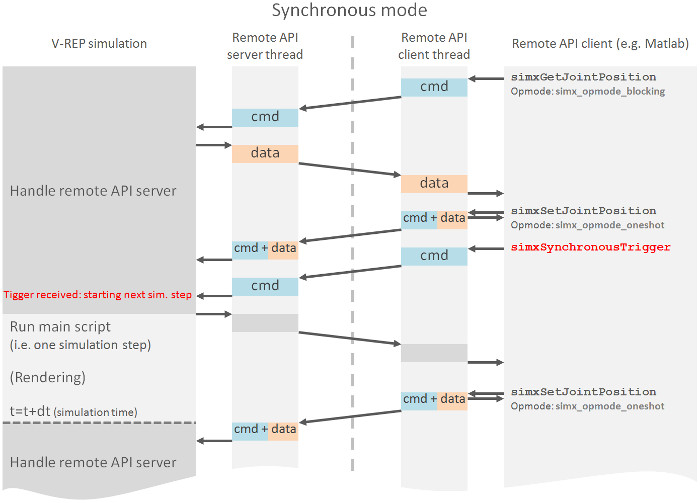 Synchronous mode
V-REP simulation
Remote API
server thread
Remote API
client thread
Remote API client (e.g. Matlab)
simxGetJointPosition
Opmode: simx_opmode_blocking
cmd
cmd
data
data
Handle remote API server
simxSetJointPosition
Opmode: simx_opmode_oneshot
cmd + data
cmd + data
simxSynchronousTrigger
cmd
cmd
Tigger received: starting next sim. step
Run main script
(i.e. one simulation step)
(Rendering)
simxSetJointPosition
Opmode: simx_opmode_oneshot
cmd + data
t=t+dt (simulation time)
cmd + data
Handle remote API server